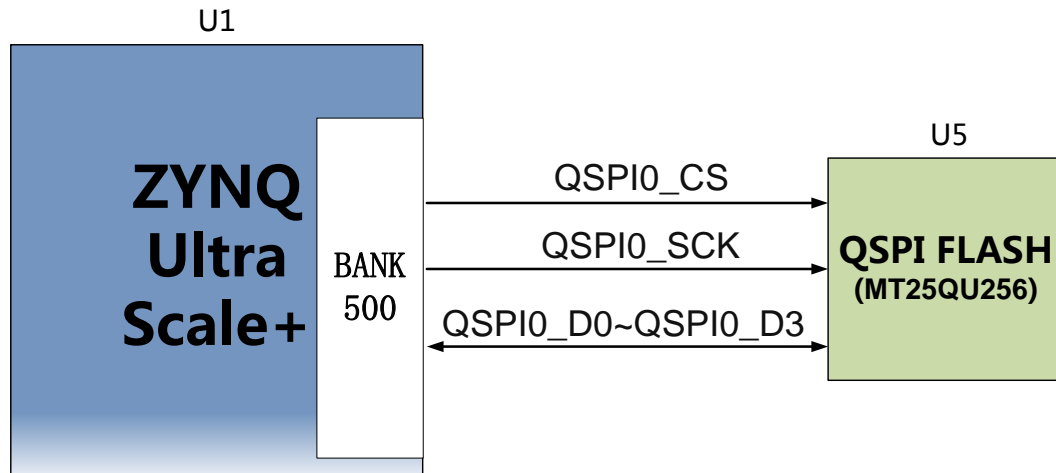 U1
ZYNQ
Ultra
Scale+
BANK
500
QSPI0_CS
QSPI0_SCK
QSPI0_D0~QSPI0_D3
U5
QSPI FLASH
(MT25QU256)